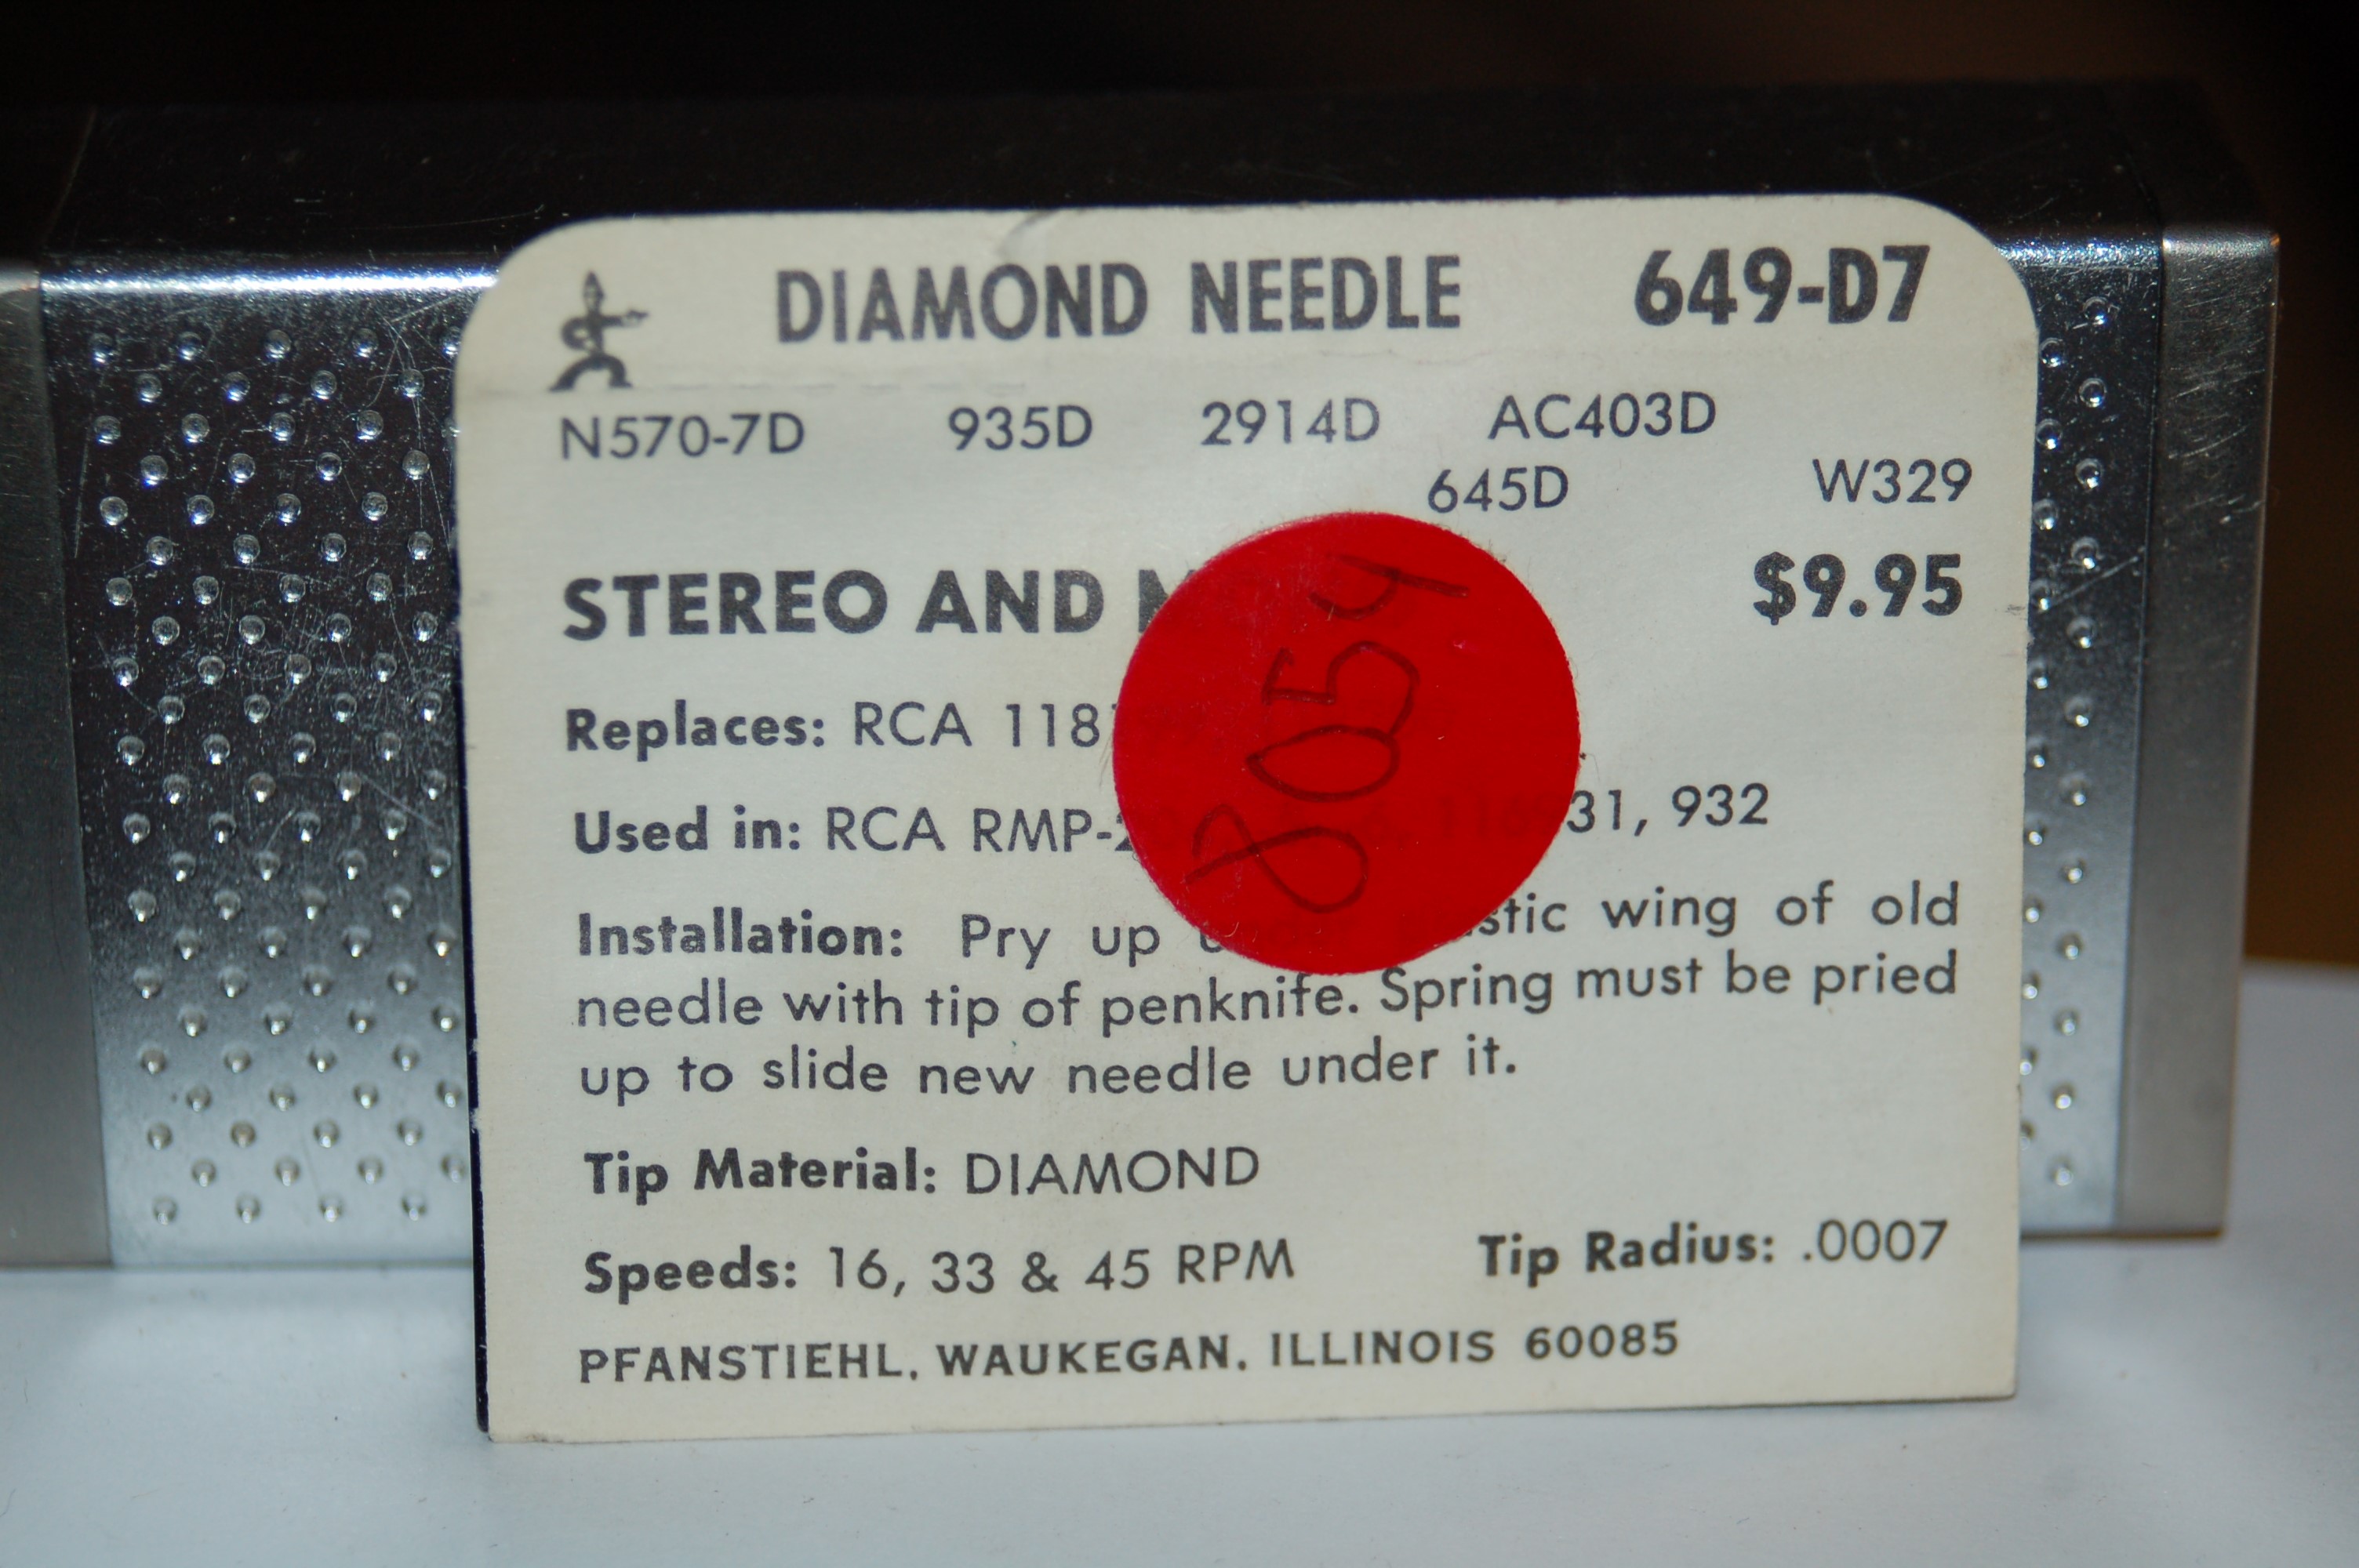 DIAMOND NEEDLE 649-D7
N570-7D 935D 2914D AC403D
645D W329
STEREO AND
$9.95
Replaces: RCA
Used in: RCA 932
8054
Installation: Pry up wing of old
needle with tip of penknife. Spring must be pried
up to slide new needle under it.
Tip Material: DIAMOND
Speeds: 16, 33 & 45 RPM Tip Radius: .0007
PFANSTIEHL, WAUKEGAN, ILLINOIS 60085